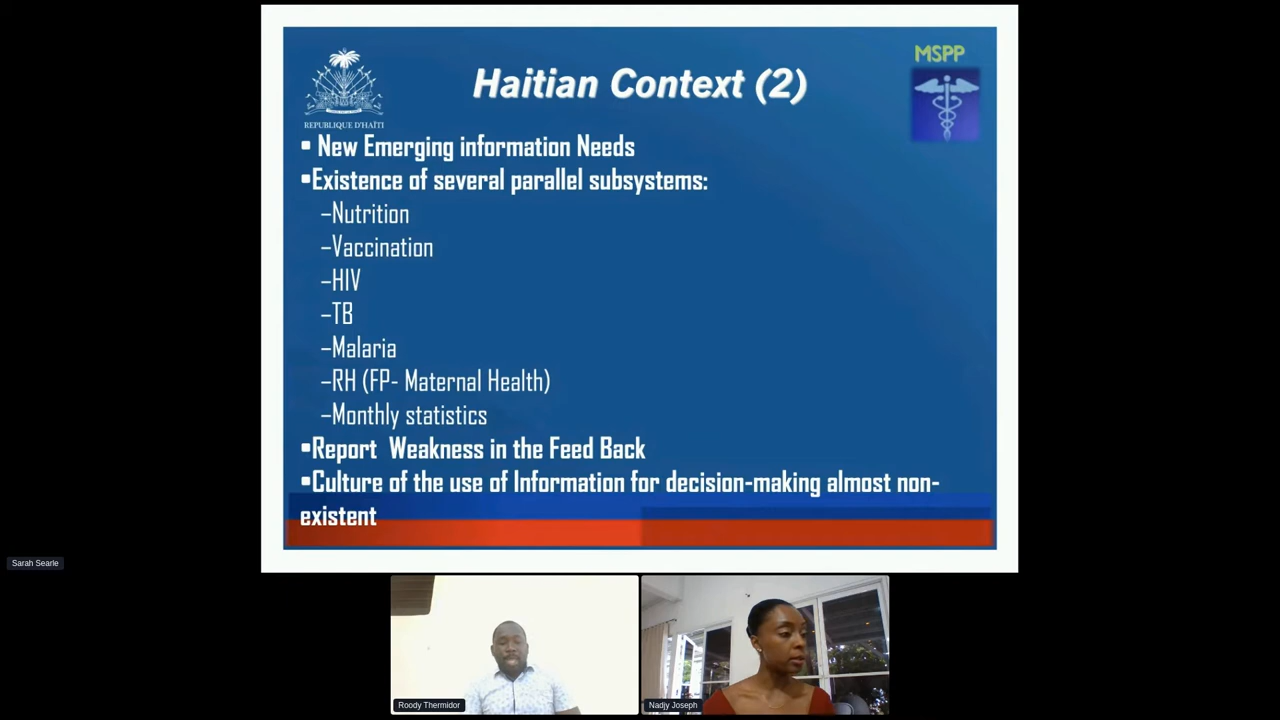 MSPP
Haitian Context (2)
REPUBLIQUE D'HAÏTI
▪ New Emerging information Needs
▪Existence of several parallel subsystems:
–Nutrition
–Vaccination
–HIV
–TB
–Malaria
–RH (FP- Maternal Health)
–Monthly statistics
▪Report  Weakness in the Feed Back
▪Culture of the use of Information for decision-making almost non-
existent
Sarah Searle
Roody Thermidor
Nadjy Joseph